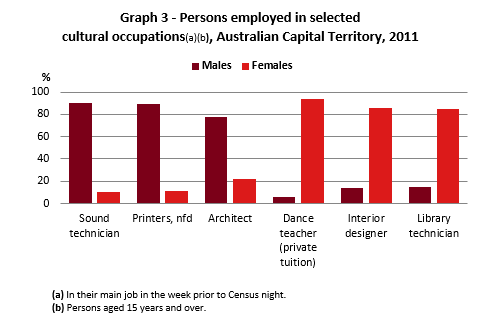 Graph 3 - Persons employed in selected
cultural occupations(a)(b), Australian Capital Territory, 2011
Males Females
%
100
80
60
40
20
0
Sound technician
Printers, nfd
Architect
Dance teacher (private tuition)
Interior designer
Library technician
(a) In their main job in the week prior to Census night.
(b) Persons aged 15 years and over.